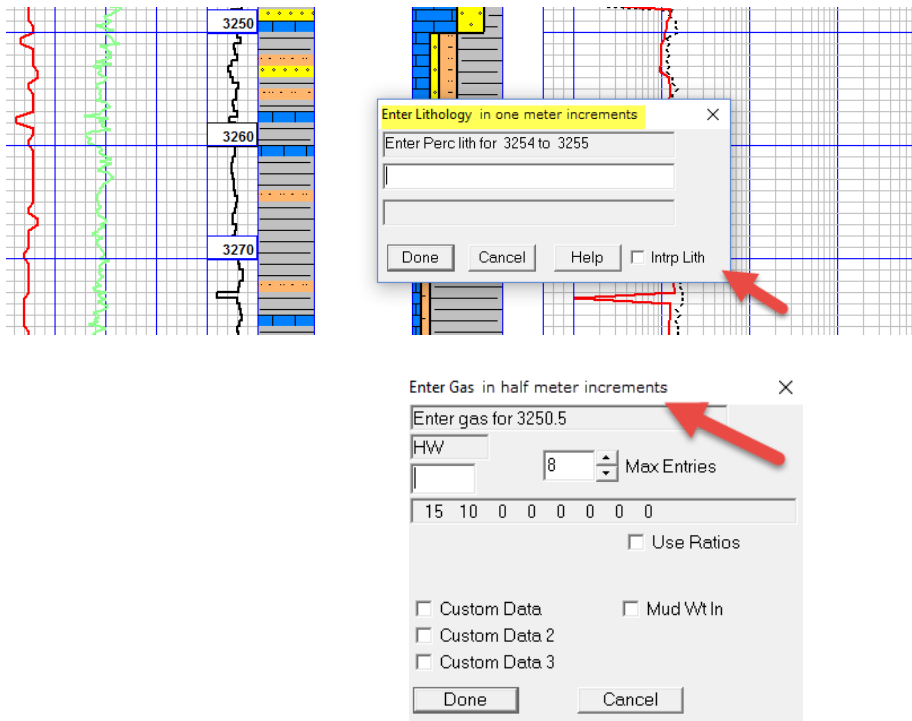 3250
3260
3270
Enter Lithology in one meter increments
Enter Perc lith for 3254 to 3255
Done Cancel Help Intrp Lith
Enter Gas in half meter increments
Enter gas for 3250.5
HW
8 Max Entries
15 10 0 0 0 0 0 0
Use Ratios
Custom Data Mud Wt In
Custom Data 2
Custom Data 3
Done Cancel